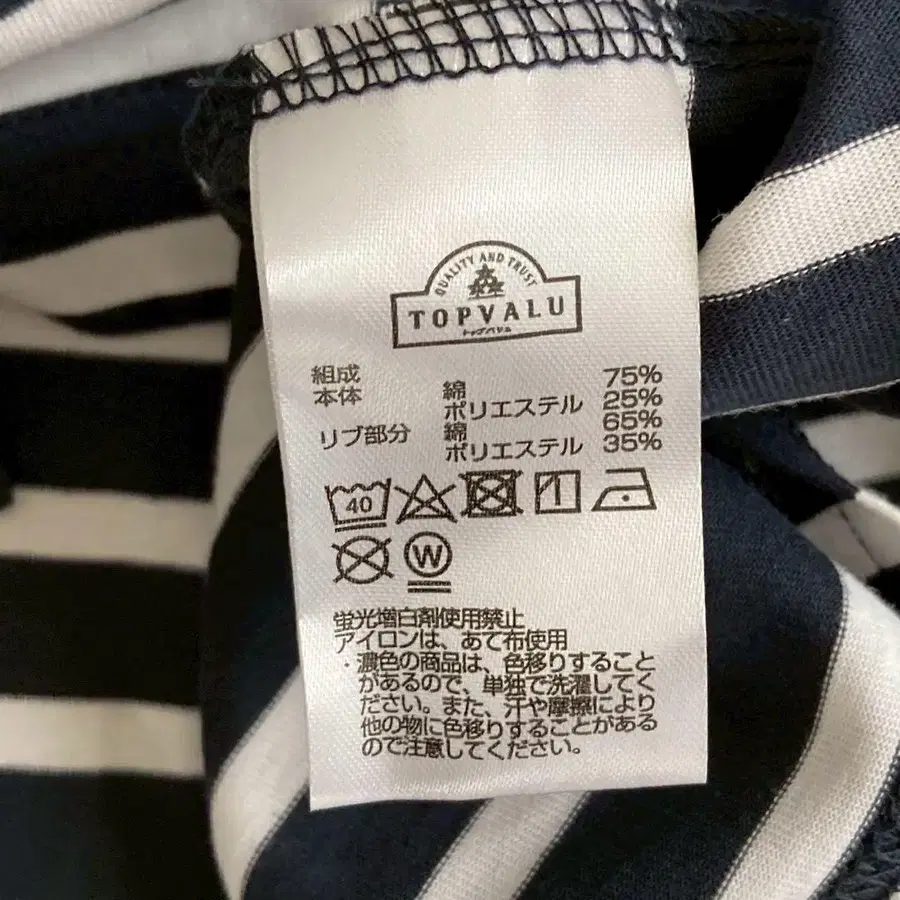 QUALITY AND TRUST
TOPVALU
トップバリュ
組成
本体 綿 75%
ポリエステル 25%
リブ部分 綿 65%
ポリエステル 35%
40
W
蛍光増白剤使用禁止
アイロンは、あて布使用
・濃色の商品は、色移りすること
があるので、単独で洗濯してく
ださい。また、汗や摩擦により
他の物に色移りすることがある
ので注意してください。